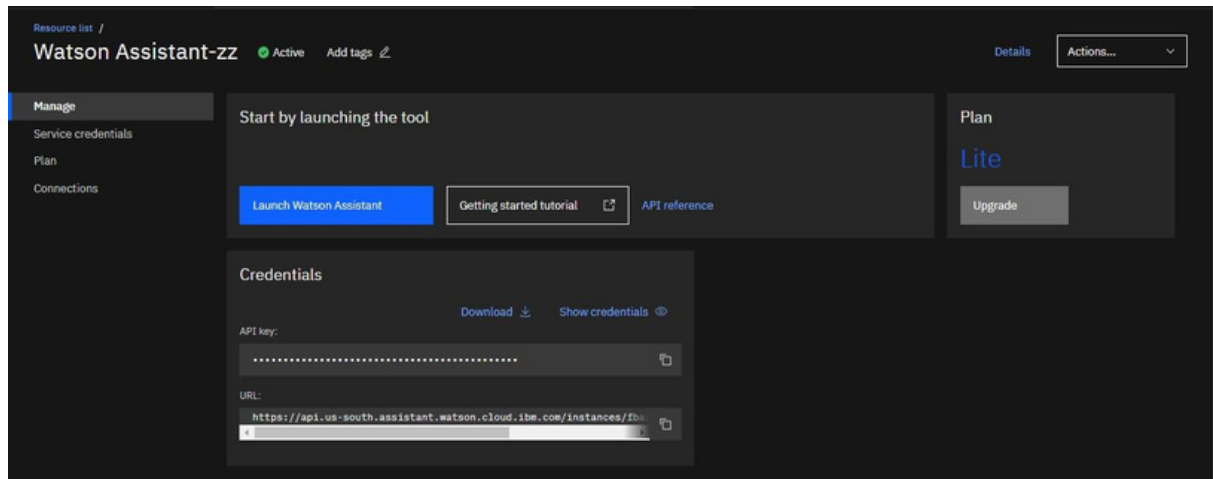 Resource list /
Watson Assistant-zz Active Add tags
Details Actions...
Manage
Service credentials
Plan
Connections
Start by launching the tool
Launch Watson Assistant Getting started tutorial API reference
Plan
Lite
Upgrade
Credentials
Download Show credentials
API key:
URL:
https://api.us-south.assistant.watson.cloud.ibm.com/instances/